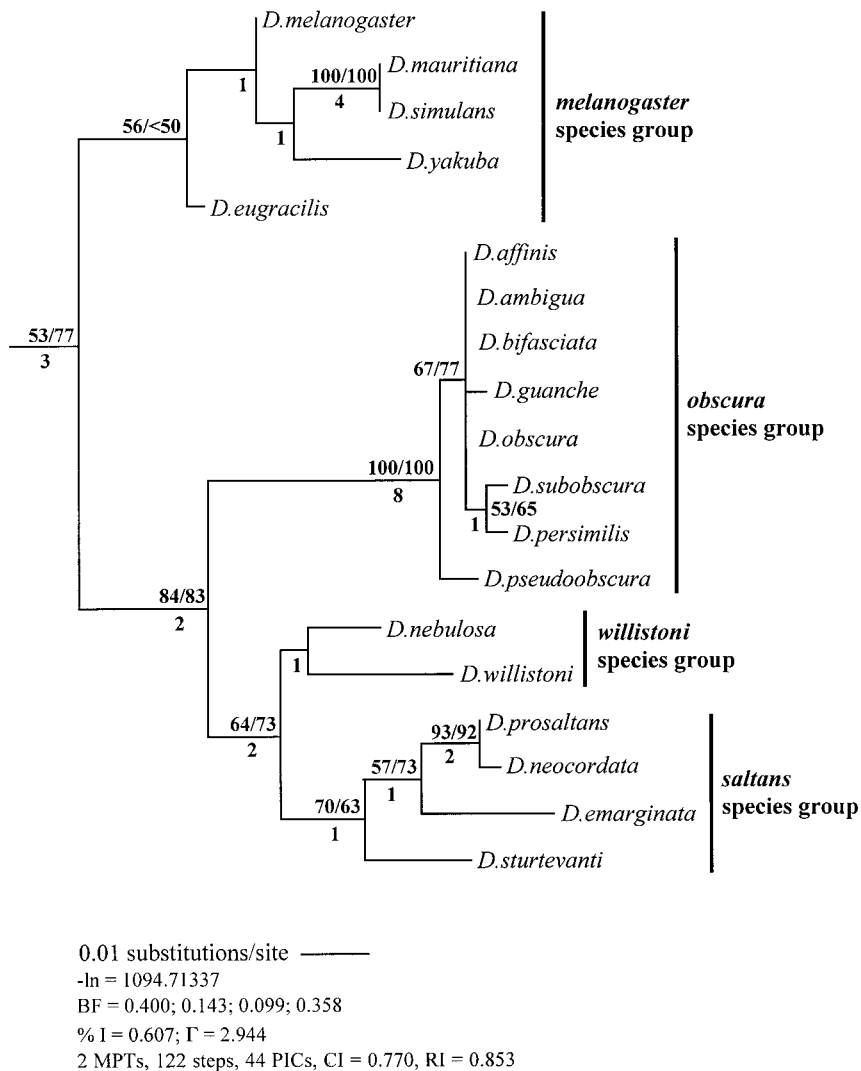 D.melanogaster
D.mauritiana
100/100
1
4
D.simulans
melanogaster
species group
56/<50
1
D.yakuba
D.eugracilis
D.affinis
D.ambigua
53/77
3
D.bifasciata
67/77
D.guanche
obscura
species group
D.obscura
100/100
8
D.subobscura
53/65
1
D.persimilis
D.pseudoobscura
84/83
2
D.nebulosa
willistoni
species group
1
D.willistoni
64/73
2
D.prosaltans
93/92
2
D.neocordata
57/73
1
saltans
species group
70/63
1
D.emarginata
D.sturtevanti
0.01 substitutions/site
-ln = 1094.71337
BF = 0.400; 0.143; 0.099; 0.358
% I = 0.607; Γ = 2.944
2 MPTs, 122 steps, 44 PICs, CI = 0.770, RI = 0.853